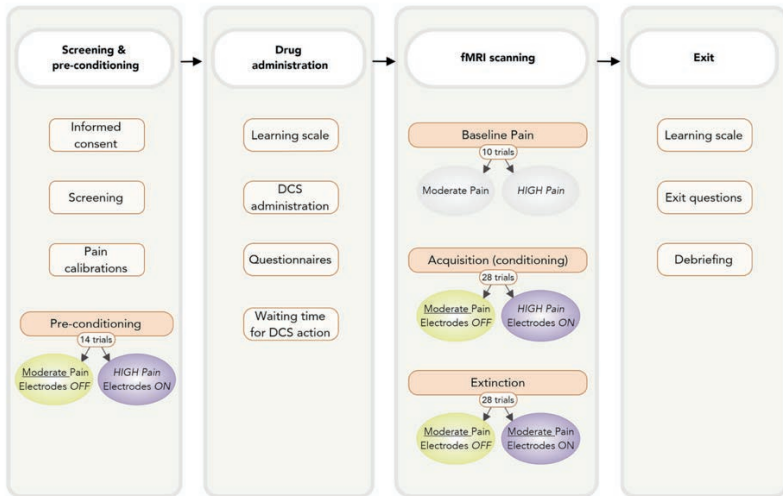 Screening &
pre-conditioning
Informed
consent
Screening
Pain
calibrations
Pre-conditioning
14 trials
Moderate Pain
Electrodes OFF
HIGH Pain
Electrodes ON
Drug
administration
Learning scale
DCS
administration
Questionnaires
Waiting time
for DCS action
fMRI scanning
Baseline Pain
10 trials
Moderate Pain
HIGH Pain
Acquisition (conditioning)
28 trials
Moderate Pain
Electrodes OFF
HIGH Pain
Electrodes ON
Extinction
28 trials
Moderate Pain
Electrodes OFF
Moderate Pain
Electrodes ON
Exit
Learning scale
Exit questions
Debriefing